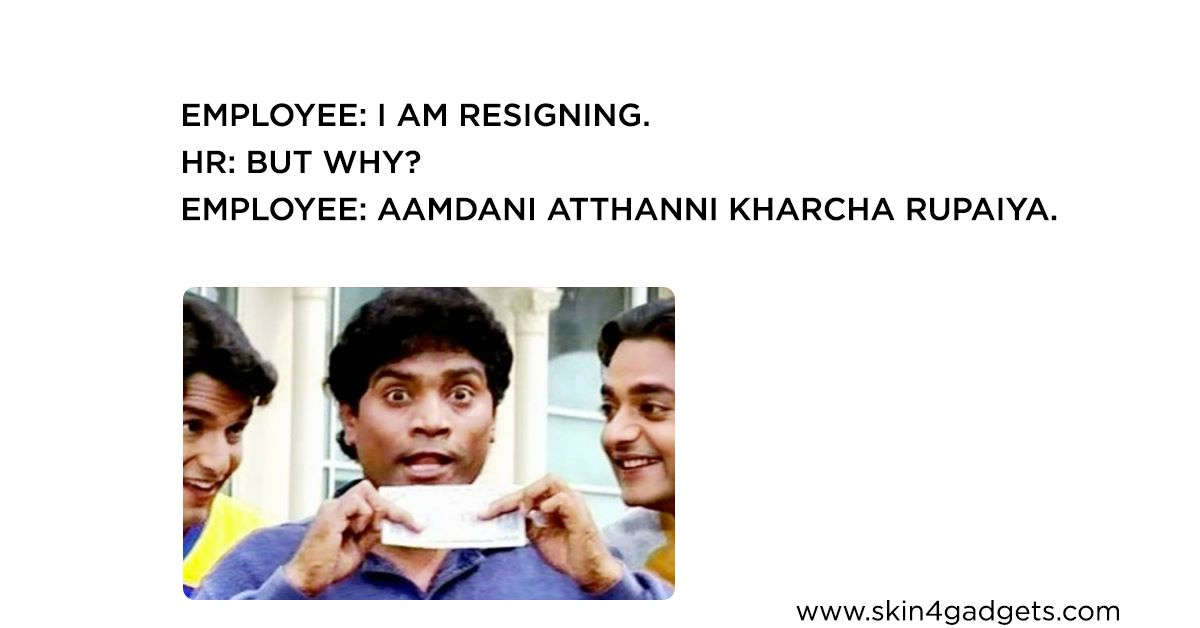 EMPLOYEE: I AM RESIGNING.
HR: BUT WHY?
EMPLOYEE: AAMDANI ATTHANNI KHARCHA RUPAIYA.
www.skin4gadgets.com